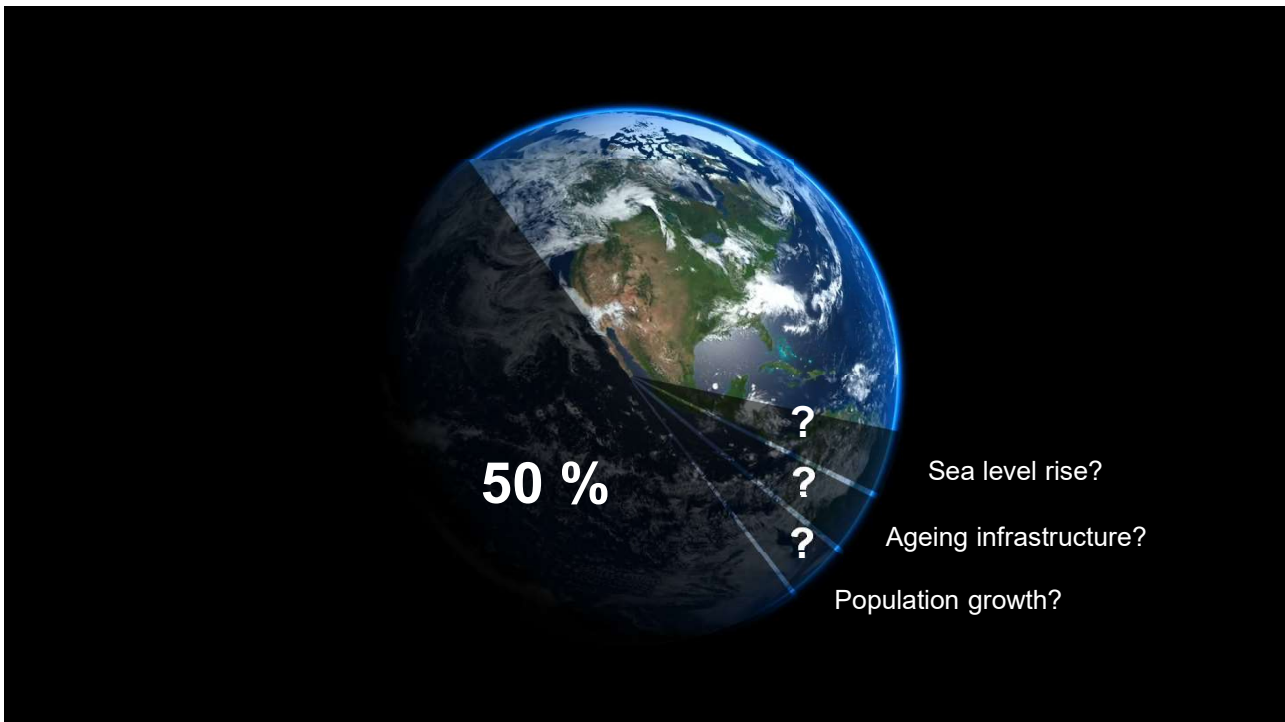 ?
Sea level rise?
50 %
?
Ageing infrastructure?
?
Population growth?